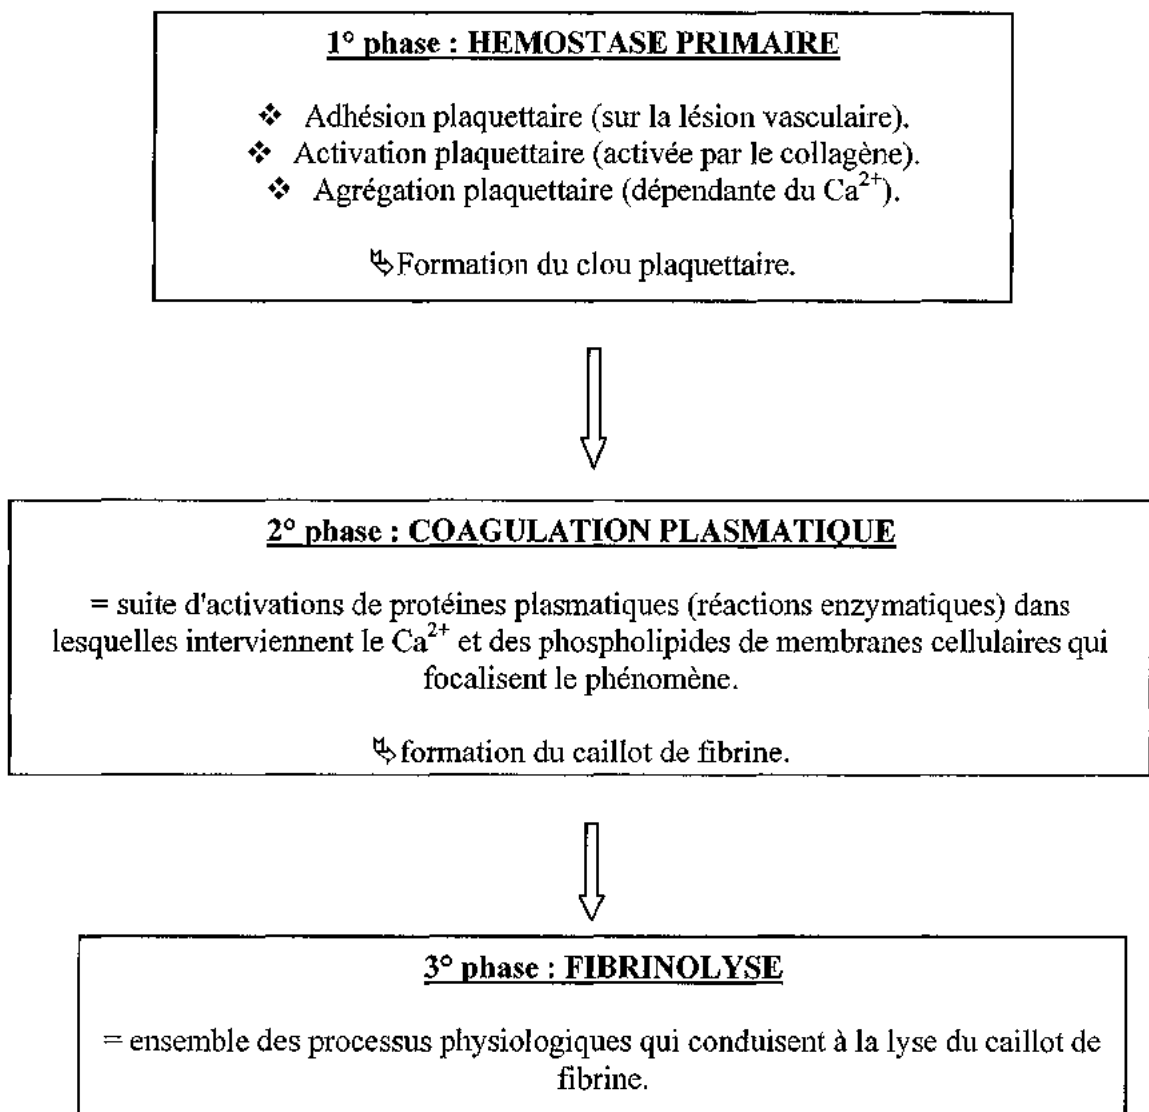 1° phase : HEMOSTASE PRIMAIRE
❖ Adhésion plaquettaire (sur la lésion vasculaire).
❖ Activation plaquettaire (activée par le collagène).
❖ Agrégation plaquettaire (dépendante du Ca²⁺).
↳Formation du clou plaquettaire.
2° phase : COAGULATION PLASMATIQUE
= suite d'activations de protéines plasmatiques (réactions enzymatiques) dans
lesquelles interviennent le Ca²⁺ et des phospholipides de membranes cellulaires qui
focalisent le phénomène.
↳formation du caillot de fibrine.
3° phase : FIBRINOLYSE
= ensemble des processus physiologiques qui conduisent à la lyse du caillot de
fibrine.